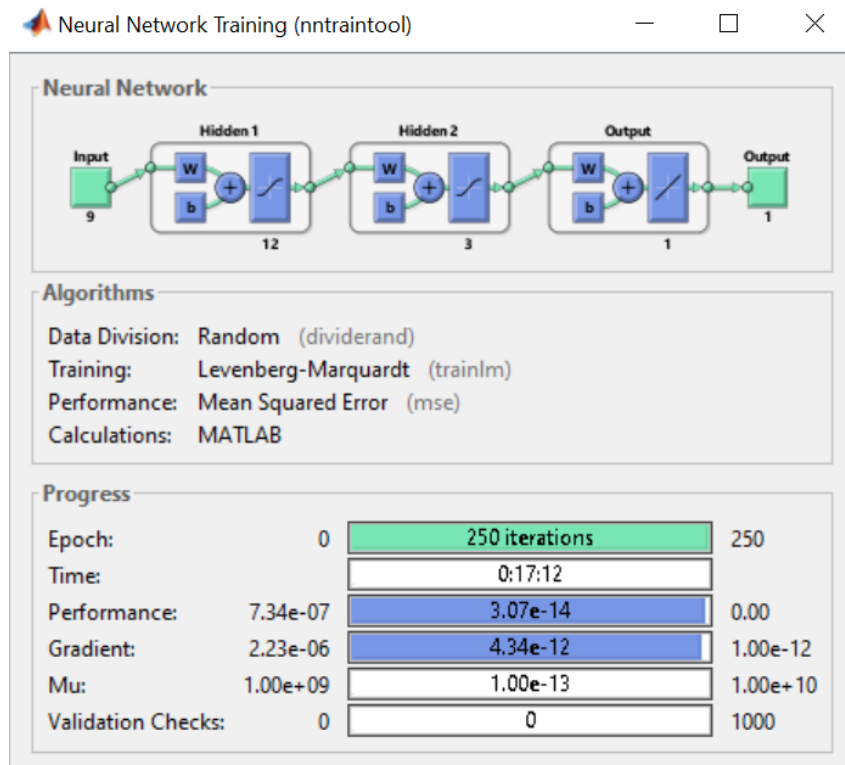 Neural Network Training (nntraintool)
Neural Network
Hidden 1 Hidden 2 Output
Input Output
W W W
b b b
9 12 3 1 1
Algorithms
Data Division: Random (dividerand)
Training: Levenberg-Marquardt (trainlm)
Performance: Mean Squared Error (mse)
Calculations: MATLAB
Progress
Epoch: 0 250 iterations 250
Time: 0:17:12
Performance: 7.34e-07 3.07e-14 0.00
Gradient: 2.23e-06 4.34e-12 1.00e-12
Mu: 1.00e+09 1.00e-13 1.00e+10
Validation Checks: 0 0 1000